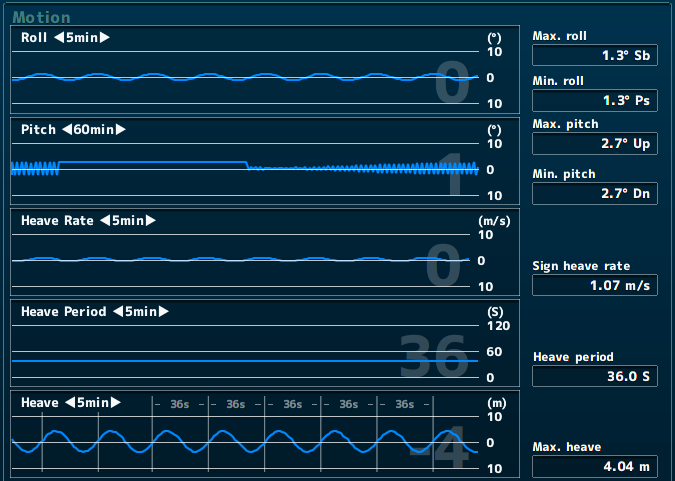 Motion
Roll ◀5min▶ (°)
10
0
0
10
Max. roll
1.3° Sb
Min. roll
1.3° Ps
Pitch ◀60min▶ (°)
10
0
1
10
Max. pitch
2.7° Up
Min. pitch
2.7° Dn
Heave Rate ◀5min▶ (m/s)
10
0
0
10
Sign heave rate
1.07 m/s
Heave Period ◀5min▶ (S)
120
60
36
0
Heave period
36.0 S
Heave ◀5min▶ – 36s – – 36s – – 36s – – 36s – – 36s – (m)
10
0
-4
10
Max. heave
4.04 m